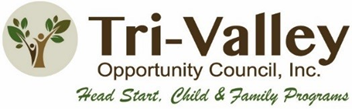 Tri-Valley
Opportunity Council, Inc.
Head Start, Child & Family Programs